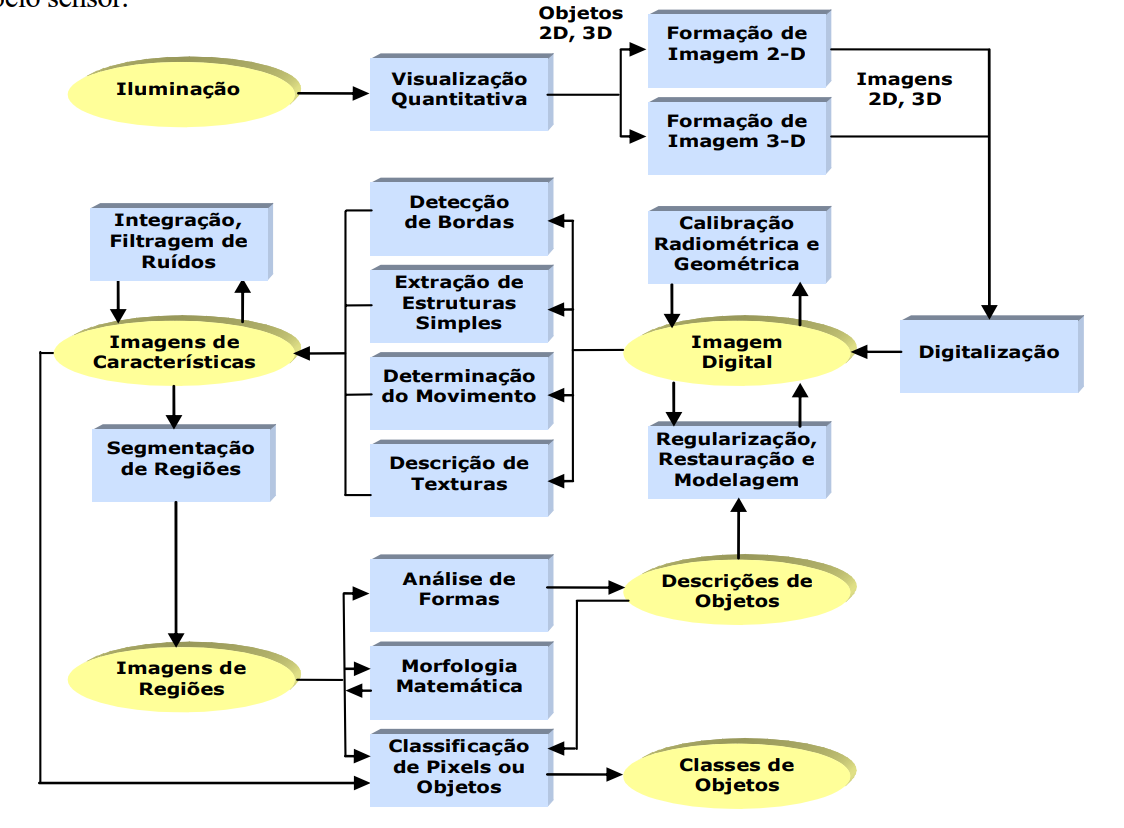 pelo sensor.
Objetos
2D, 3D
Iluminação
Visualização
Quantitativa
Formação de
Imagem 2-D
Imagens
2D, 3D
Formação de
Imagem 3-D
Integração,
Filtragem de
Ruídos
Detecção
de Bordas
Calibração
Radiométrica e
Geométrica
Extração de
Estruturas
Simples
Imagens de
Características
Imagem
Digital
Digitalização
Determinação
do Movimento
Segmentação
de Regiões
Descrição de
Texturas
Regularização,
Restauração e
Modelagem
Análise de
Formas
Descrições de
Objetos
Imagens de
Regiões
Morfologia
Matemática
Classificação
de Pixels ou
Objetos
Classes de
Objetos